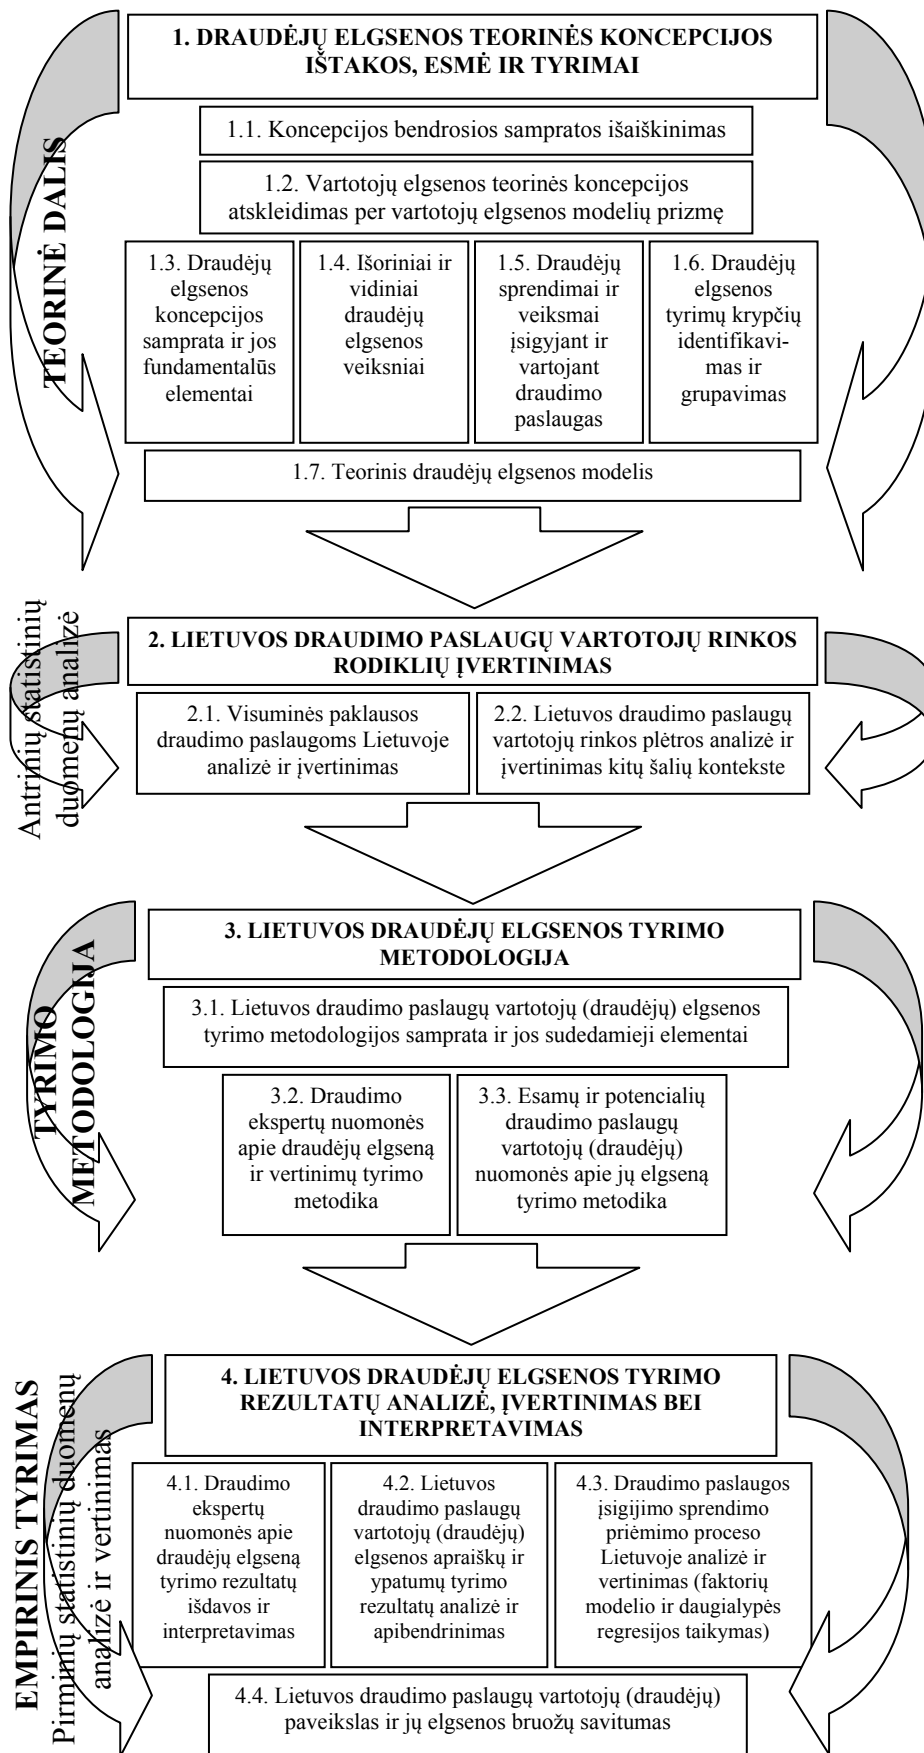 1. DRAUDĖJŲ ELGSENOS TEORINĖS KONCEPCIJOS
IŠTAKOS, ESMĖ IR TYRIMAI
TEORINĖ DALIS
1.1. Koncepcijos bendrosios sampratos išaiškinimas
1.2. Vartotojų elgsenos teorinės koncepcijos
atskleidimas per vartotojų elgsenos modelių prizmę
1.3. Draudėjų
elgsenos
koncepcijos
samprata ir jos
fundamentalūs
elementai
1.4. Išoriniai ir
vidiniai
draudėjų
elgsenos
veiksniai
1.5. Draudėjų
sprendimai ir
veiksmai
įsigyjant ir
vartojant
draudimo
paslaugas
1.6. Draudėjų
elgsenos
tyrimų krypčių
identifikavi-
mas ir
grupavimas
1.7. Teorinis draudėjų elgsenos modelis
Antrinių statistinių
duomenų analizė
2. LIETUVOS DRAUDIMO PASLAUGŲ VARTOTOJŲ RINKOS
RODIKLIŲ ĮVERTINIMAS
2.1. Visuminės paklausos
draudimo paslaugoms Lietuvoje
analizė ir įvertinimas
2.2. Lietuvos draudimo paslaugų
vartotojų rinkos plėtros analizė ir
įvertinimas kitų šalių kontekste
TYRIMO
METODOLOGIJA
3. LIETUVOS DRAUDĖJŲ ELGSENOS TYRIMO
METODOLOGIJA
3.1. Lietuvos draudimo paslaugų vartotojų (draudėjų) elgsenos
tyrimo metodologijos samprata ir jos sudedamieji elementai
3.2. Draudimo
ekspertų nuomonės
apie draudėjų elgseną
ir vertinimų tyrimo
metodika
3.3. Esamų ir potencialių
draudimo paslaugų
vartotojų (draudėjų)
nuomonės apie jų elgseną
tyrimo metodika
EMPIRINIS TYRIMAS
Pirminių statistinių duomenų
analizė ir vertinimas
4. LIETUVOS DRAUDĖJŲ ELGSENOS TYRIMO
REZULTATŲ ANALIZĖ, ĮVERTINIMAS BEI
INTERPRETAVIMAS
4.1. Draudimo
ekspertų
nuomonės apie
draudėjų elgseną
tyrimo rezultatų
išdavos ir
interpretavimas
4.2. Lietuvos
draudimo paslaugų
vartotojų (draudėjų)
elgsenos apraiškų ir
ypatumų tyrimo
rezultatų analizė ir
apibendrinimas
4.3. Draudimo paslaugos
įsigijimo sprendimo
priėmimo proceso
Lietuvoje analizė ir
vertinimas (faktorių
modelio ir daugialypės
regresijos taikymas)
4.4. Lietuvos draudimo paslaugų vartotojų (draudėjų)
paveikslas ir jų elgsenos bruožų savitumas